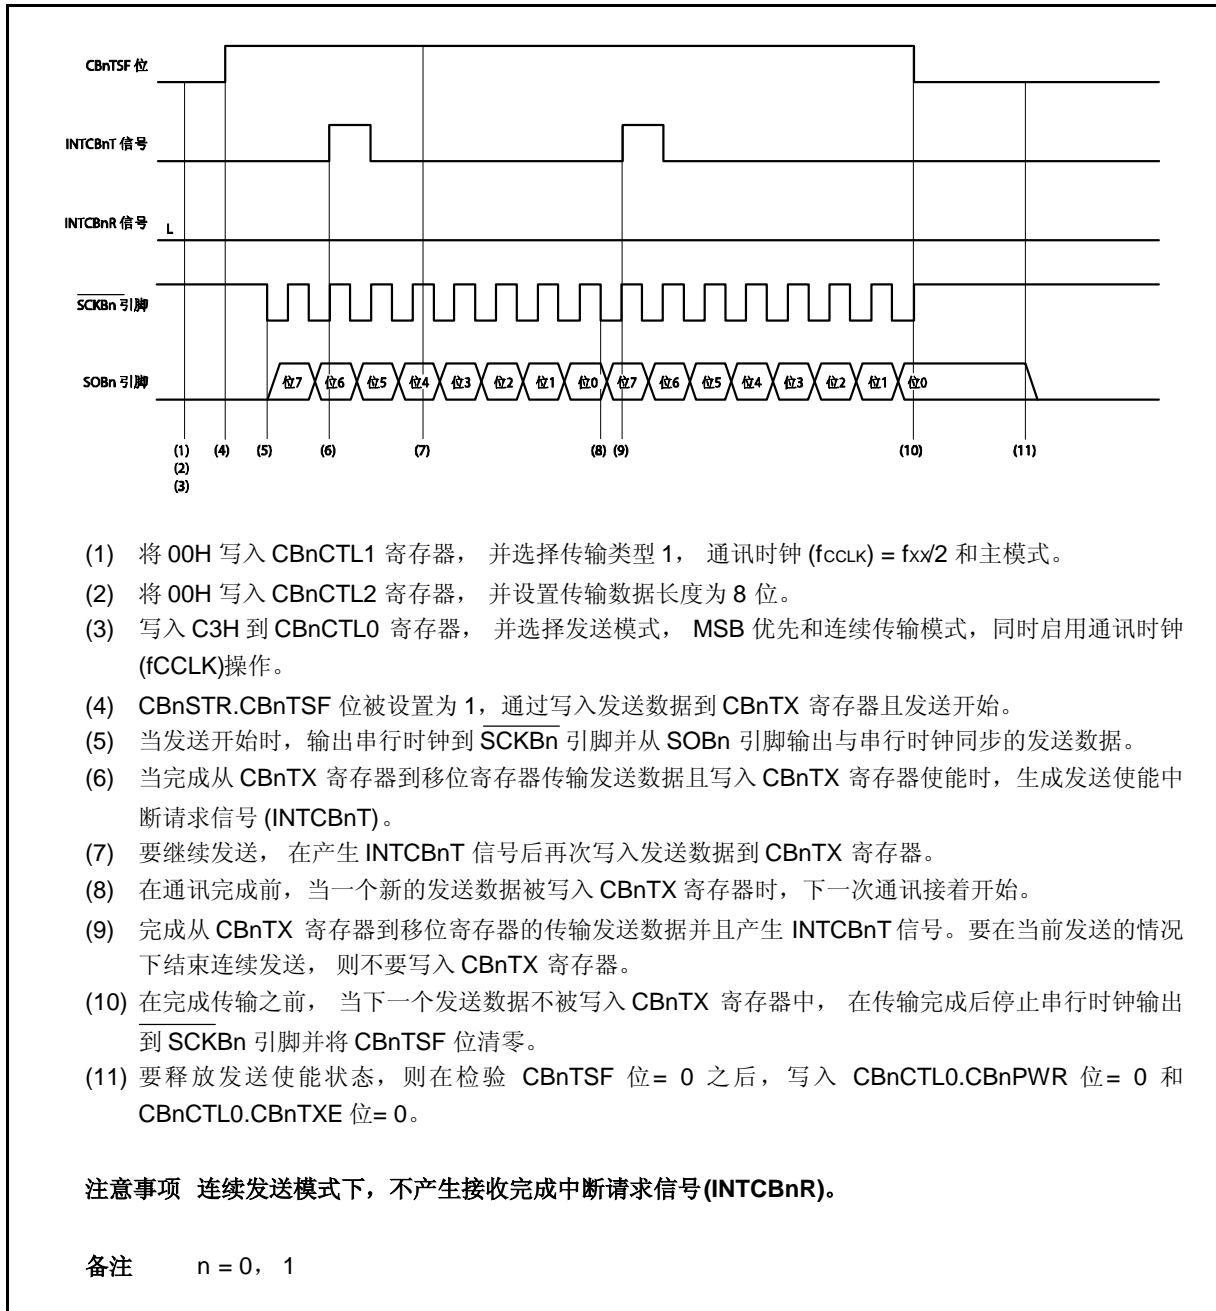 CBnTSF 位
INTCBnT 信号
INTCBnR 信号 L
SCKBn 引脚
SOBn 引脚 位7 位6 位5 位4 位3 位2 位1 位0 位7 位6 位5 位4 位3 位2 位1 位0
(1) (4) (5) (6) (7) (8) (9) (10) (11)
(2)
(3)
(1) 将 00H 写入 CBnCTL1 寄存器， 并选择传输类型 1， 通讯时钟 (fCCLK) = fxx/2 和主模式。
(2) 将 00H 写入 CBnCTL2 寄存器， 并设置传输数据长度为 8 位。
(3) 写入 C3H 到 CBnCTL0 寄存器， 并选择发送模式， MSB 优先和连续传输模式，同时启用通讯时钟
(fCCLK)操作。
(4) CBnSTR.CBnTSF 位被设置为 1，通过写入发送数据到 CBnTX 寄存器且发送开始。
(5) 当发送开始时，输出串行时钟到 SCKBn 引脚并从 SOBn 引脚输出与串行时钟同步的发送数据。
(6) 当完成从 CBnTX 寄存器到移位寄存器传输发送数据且写入 CBnTX 寄存器使能时，生成发送使能中
断请求信号 (INTCBnT)。
(7) 要继续发送， 在产生 INTCBnT 信号后再次写入发送数据到 CBnTX 寄存器。
(8) 在通讯完成前，当一个新的发送数据被写入 CBnTX 寄存器时，下一次通讯接着开始。
(9) 完成从 CBnTX 寄存器到移位寄存器的传输发送数据并且产生 INTCBnT 信号。要在当前发送的情况
下结束连续发送， 则不要写入 CBnTX 寄存器。
(10) 在完成传输之前， 当下一个发送数据不被写入 CBnTX 寄存器中， 在传输完成后停止串行时钟输出
到 SCKBn 引脚并将 CBnTSF 位清零。
(11) 要释放发送使能状态，则在检验 CBnTSF 位= 0 之后，写入 CBnCTL0.CBnPWR 位= 0 和
CBnCTL0.CBnTXE 位= 0。
注意事项 连续发送模式下，不产生接收完成中断请求信号(INTCBnR)。
备注 n = 0， 1